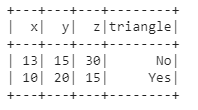 +---+---+---+--------+
|  x|  y|  z|triangle|
+---+---+---+--------+
| 13| 15| 30|      No|
| 10| 20| 15|     Yes|
+---+---+---+--------+